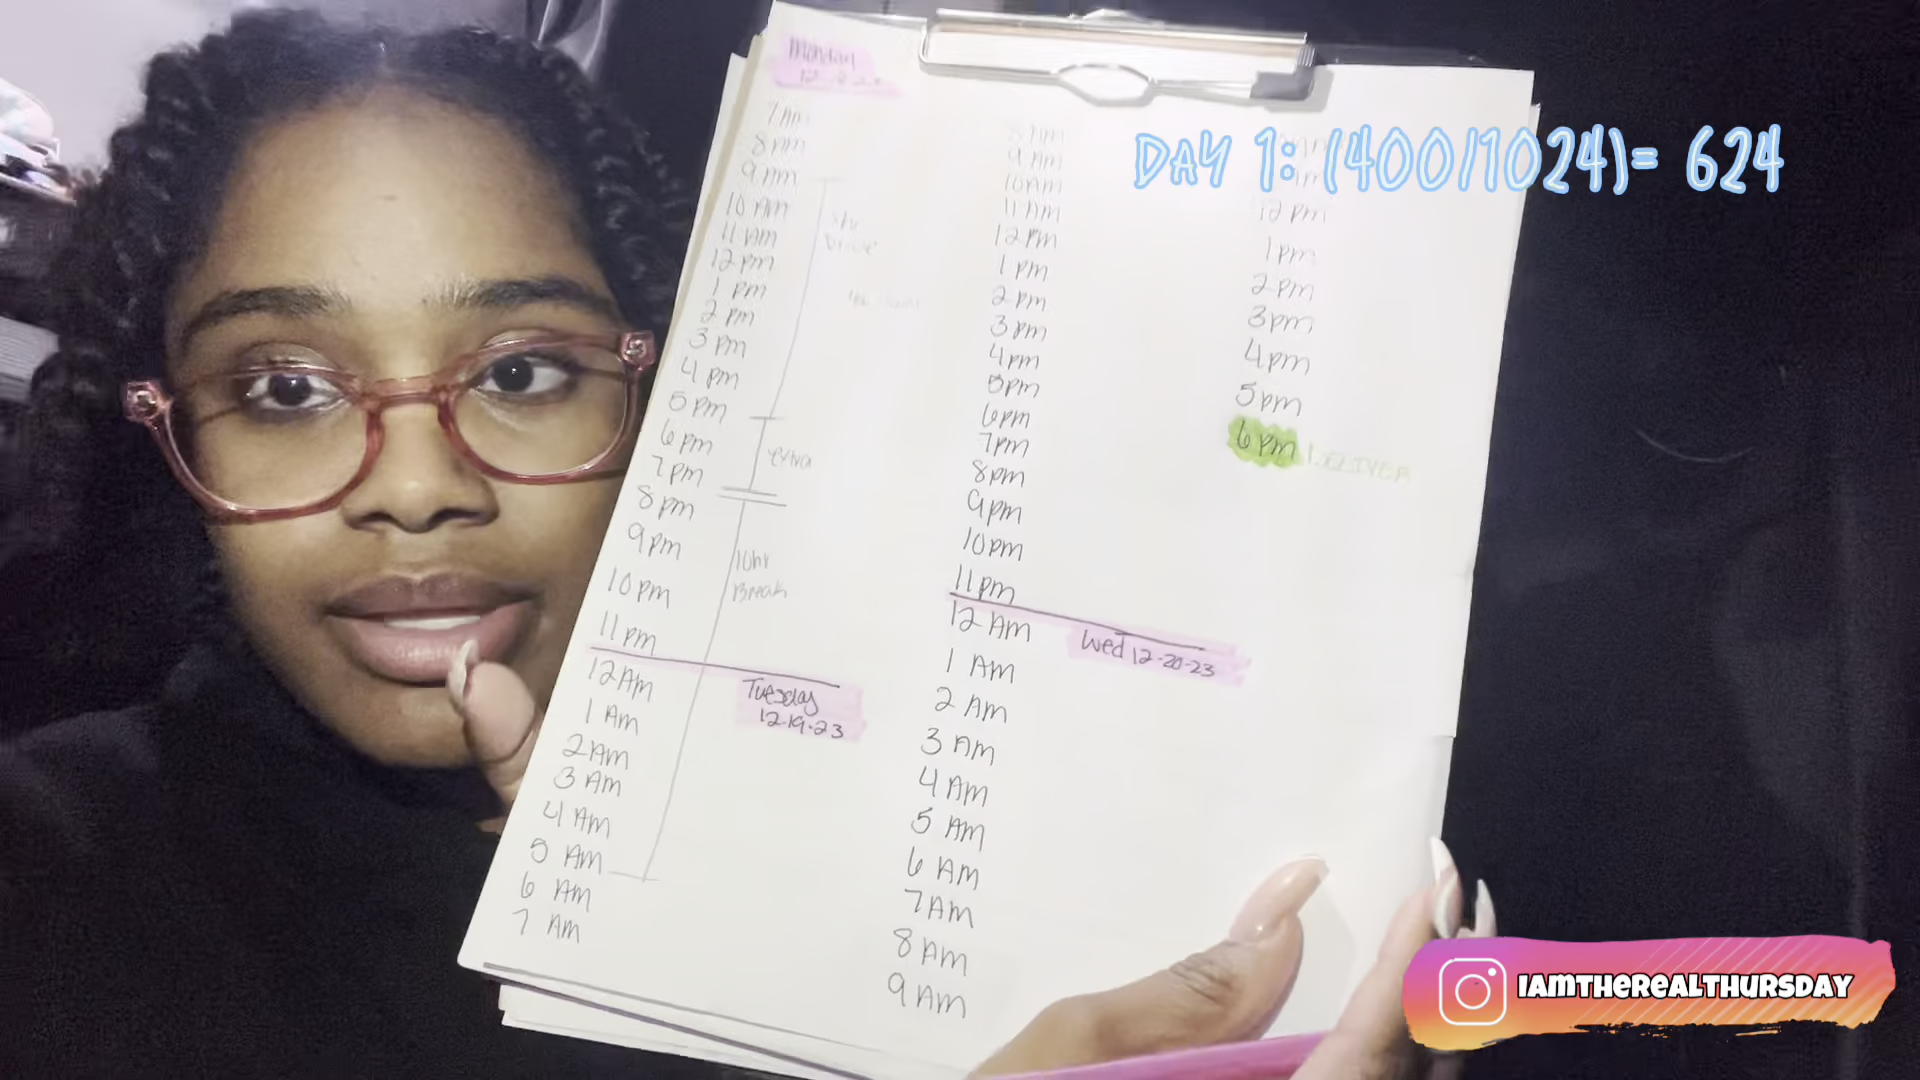 Monday
7 AM
8 AM
9 AM
10 AM
11 AM
12 pm
1 pm
2 pm
3 pm
4 pm
5 pm
6 pm
7 pm
8 pm
9 pm
10 pm
11 pm
12 AM
1 AM
2 AM
3 AM
4 AM
5 AM
6 AM
7 AM
Drive
extra
10hr
Break
Tuesday
12-19-23
8 AM
9 AM
10 AM
11 AM
12 PM
1 PM
2 PM
3 PM
4 pm
5 pm
6 pm
7 pm
8 pm
9 pm
10 pm
11 pm
12 AM
1 AM
2 AM
3 AM
4 AM
5 AM
6 AM
7 AM
8 AM
9 AM
Wed 12-20-23
12 pm
1 pm
2 pm
3 pm
4 pm
5 pm
6 pm DELIVER
DAY 1: (400/1024)= 624
IAMTHEREALTHURSDAY